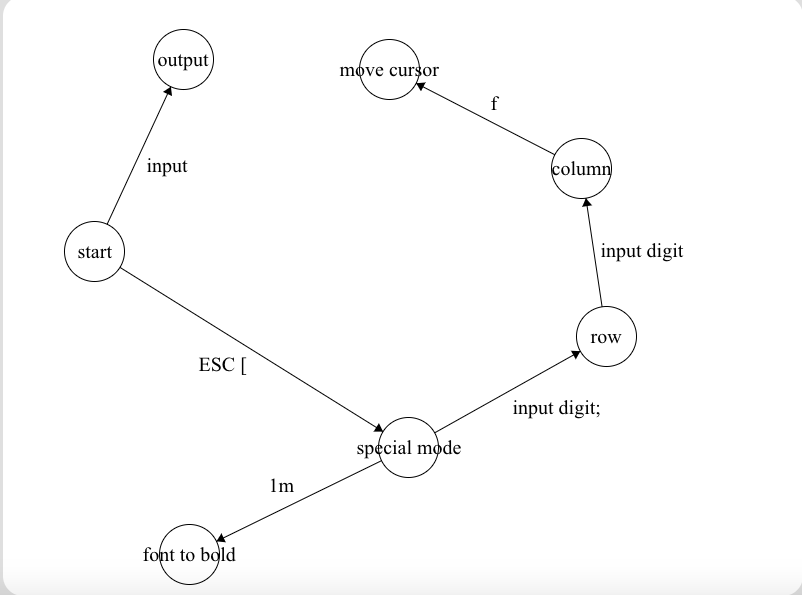 output
move cursor
f
input
column
start
input digit
row
ESC [
input digit;
special mode
1m
font to bold